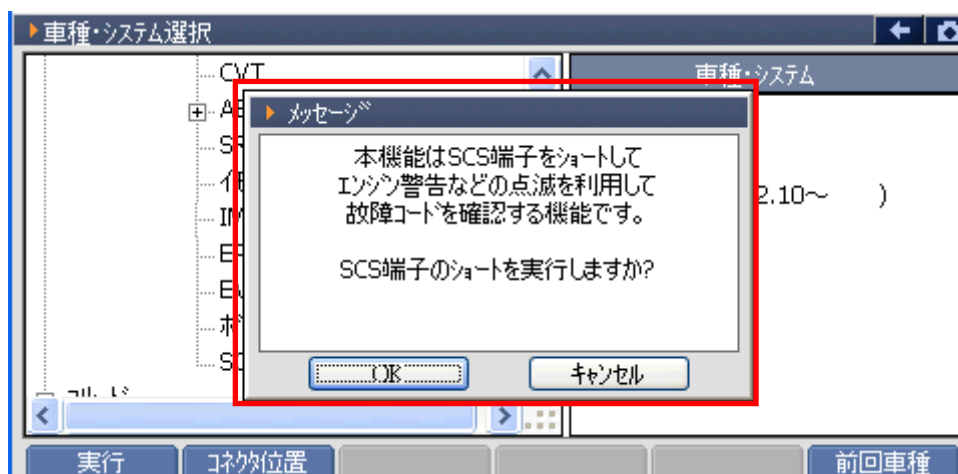 車種・システム選択
CVT
車種・システム
メッセージ
本機能はSCS端子をショートして
エンジン警告などの点滅を利用して
故障コードを確認する機能です。
2.10～　　)
SCS端子のショートを実行しますか?
OK
キャンセル
実行
コネクタ位置
前回車種